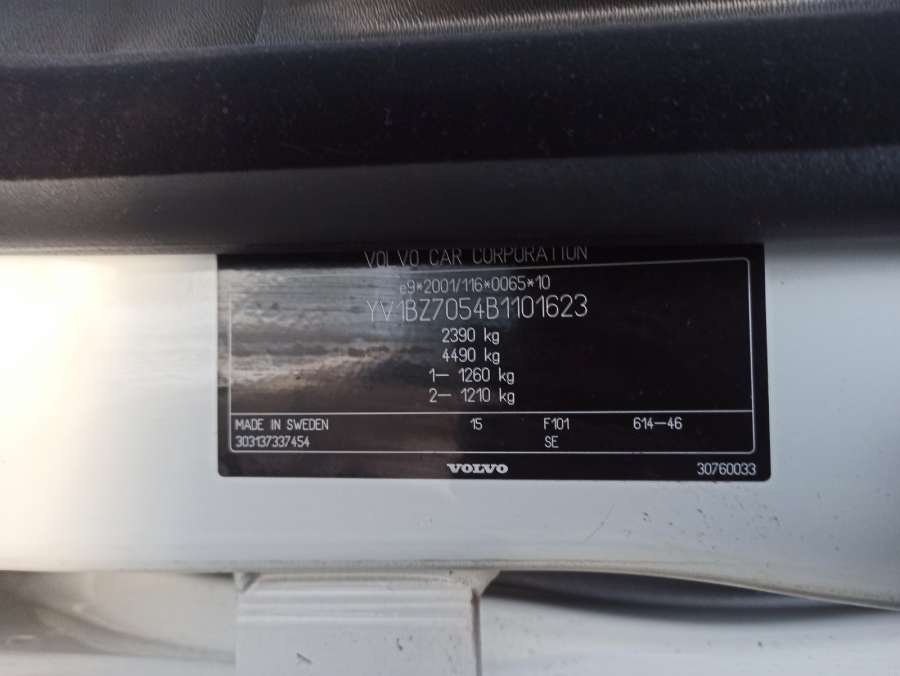 VOLVO CAR CORPORATION
e9*2001/116*0065*10
YV1BZ7054B1101623
2390 kg
4490 kg
1- 1260 kg
2- 1210 kg
MADE IN SWEDEN 15 F101 614-46
303137337454 SE
VOLVO 30760033